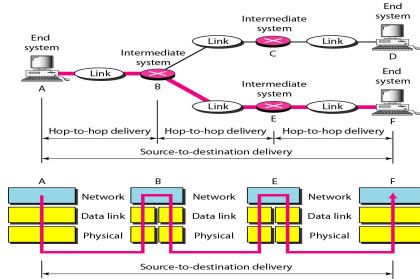 End
system
Intermediate
system
Link
C
Link
D
End
system
Intermediate
system
Link
A
B
Intermediate
system
End
system
Link
E
Link
F
Hop-to-hop delivery
Hop-to-hop delivery
Hop-to-hop delivery
Source-to-destination delivery
A
B
E
F
Network
Network
Network
Data link
Data link
Data link
Physical
Physical
Physical
Source-to-destination delivery